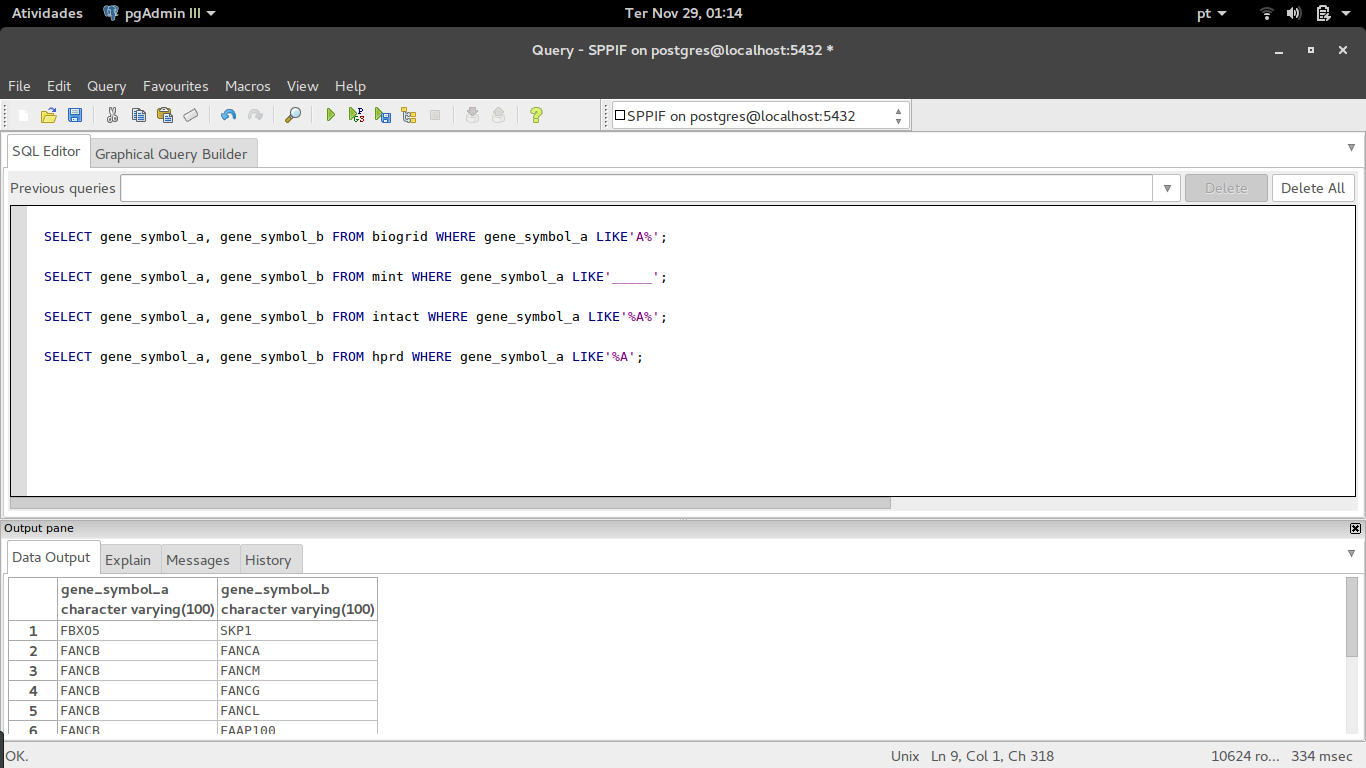 Atividades pgAdmin III Ter Nov 29, 01:14 pt
Query - SPPIF on postgres@localhost:5432 *
File Edit Query Favourites Macros View Help
SPPIF on postgres@localhost:5432
SQL Editor Graphical Query Builder
Previous queries Delete Delete All
SELECT gene_symbol_a, gene_symbol_b FROM biogrid WHERE gene_symbol_a LIKE'A%';
SELECT gene_symbol_a, gene_symbol_b FROM mint WHERE gene_symbol_a LIKE'_____';
SELECT gene_symbol_a, gene_symbol_b FROM intact WHERE gene_symbol_a LIKE'%A%';
SELECT gene_symbol_a, gene_symbol_b FROM hprd WHERE gene_symbol_a LIKE'%A';
Output pane
Data Output Explain Messages History
gene_symbol_a gene_symbol_b
character varying(100) character varying(100)
1 FBXO5 SKP1
2 FANCB FANCA
3 FANCB FANCM
4 FANCB FANCG
5 FANCB FANCL
6 FANCB FAAP100
OK. Unix Ln 9, Col 1, Ch 318 10624 ro... 334 msec